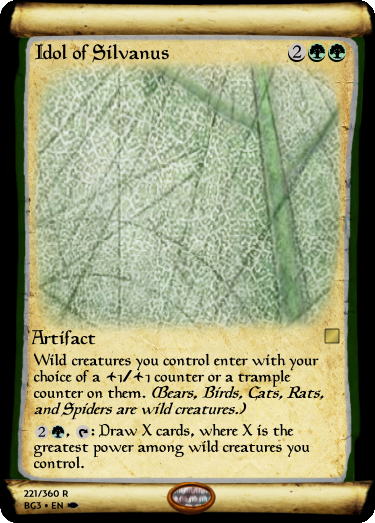 Idol of Silvanus 2
Artifact
Wild creatures you control enter with your
choice of a +1/+1 counter or a trample
counter on them. (Bears, Birds, Cats, Rats,
and Spiders are wild creatures.)
2, : Draw X cards, where X is the
greatest power among wild creatures you
control.
221/360 R
BG3 • EN